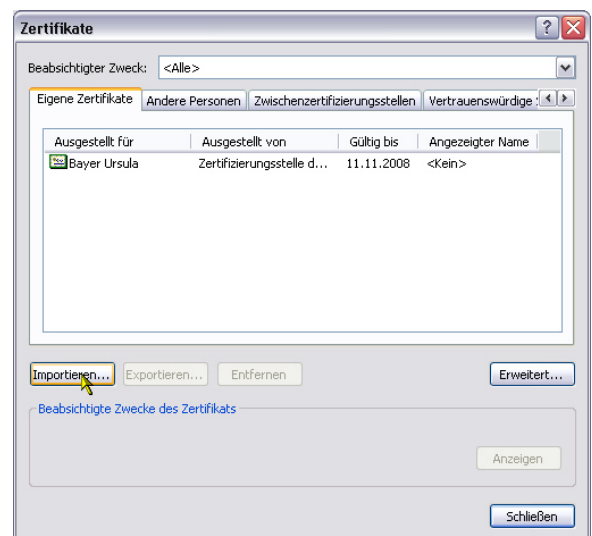 Zertifikate
Beabsichtigter Zweck: <Alle>
Eigene Zertifikate Andere Personen Zwischenzertifizierungsstellen Vertrauenswürdige
Ausgestellt für Ausgestellt von Gültig bis Angezeigter Name
Bayer Ursula Zertifizierungsstelle d... 11.11.2008 <Kein>
Importieren... Exportieren... Entfernen Erweitert...
Beabsichtigte Zwecke des Zertifikats
Anzeigen
Schließen